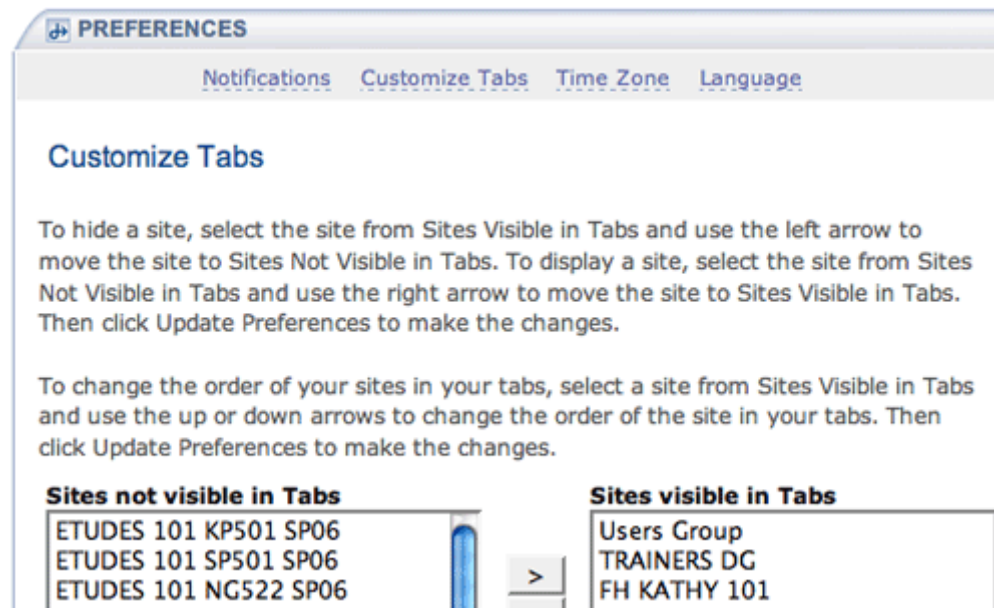 PREFERENCES
Notifications Customize Tabs Time Zone Language
Customize Tabs
To hide a site, select the site from Sites Visible in Tabs and use the left arrow to
move the site to Sites Not Visible in Tabs. To display a site, select the site from Sites
Not Visible in Tabs and use the right arrow to move the site to Sites Visible in Tabs.
Then click Update Preferences to make the changes.
To change the order of your sites in your tabs, select a site from Sites Visible in Tabs
and use the up or down arrows to change the order of the site in your tabs. Then
click Update Preferences to make the changes.
Sites not visible in Tabs
ETUDES 101 KP501 SP06
ETUDES 101 SP501 SP06
ETUDES 101 NG522 SP06
>
Sites visible in Tabs
Users Group
TRAINERS DG
FH KATHY 101